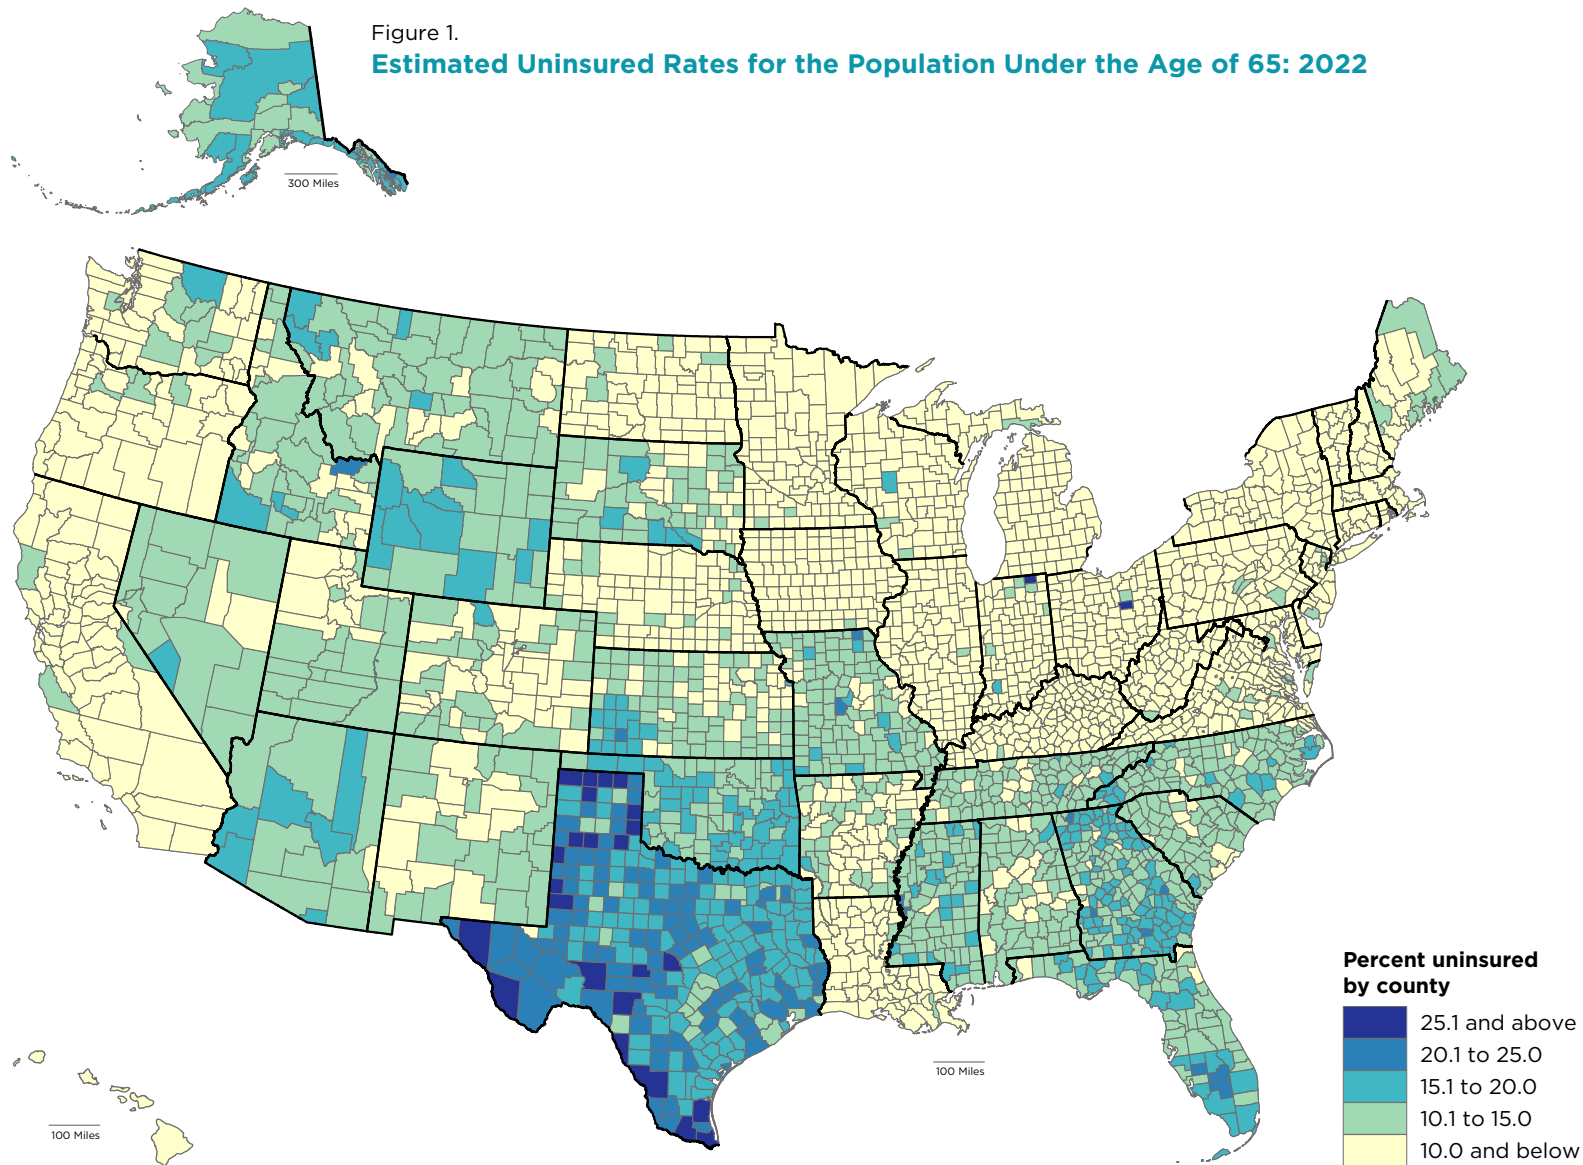 Figure 1.
Estimated Uninsured Rates for the Population Under the Age of 65: 2022
300 Miles
Percent uninsured
by county
25.1 and above
20.1 to 25.0
15.1 to 20.0
10.1 to 15.0
10.0 and below
100 Miles
100 Miles